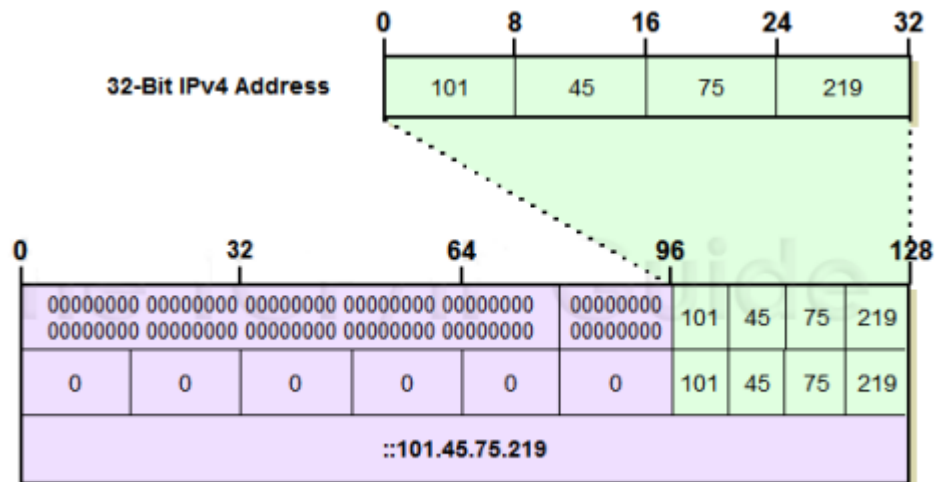 0 8 16 24 32
32-Bit IPv4 Address 101 45 75 219
0 32 64 96 128
00000000 00000000 00000000 00000000 00000000 00000000 101 45 75 219
00000000 00000000 00000000 00000000 00000000 00000000
0 0 0 0 0 0 101 45 75 219
::101.45.75.219